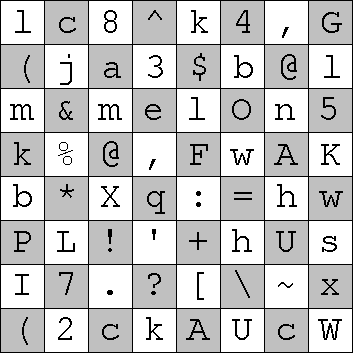 l c 8 ^ k 4 , G
( j a 3 $ b @ l
m & m e l O n 5
k % @ , F w A K
b * X q : = h w
P L ! ' + h U s
I 7 . ? [ \ ~ x
( 2 c k A U c W